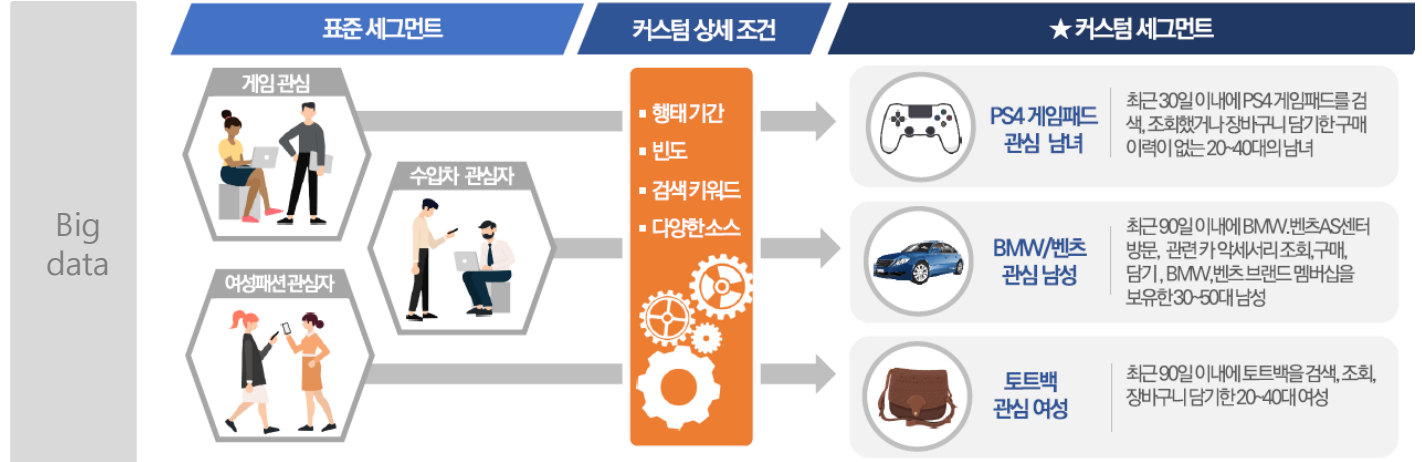 표준 세그먼트
커스텀 상세 조건
★ 커스텀 세그먼트
Big
data
게임 관심
수입차 관심자
여성패션 관심자
▪ 행태 기간
▪ 빈도
▪ 검색 키워드
▪ 다양한 소스
PS4 게임패드
관심 남녀
최근 30일 이내에 PS4 게임패드를 검
색, 조회했거나 장바구니 담기한 구매
이력이 없는 20~40대의 남녀
BMW/벤츠
관심 남성
최근 90일 이내에 BMW.벤츠AS센터
방문, 관련 카 악세서리 조회,구매,
담기 , BMW,벤츠 브랜드 멤버십을
보유한 30~50대 남성
토트백
관심 여성
최근 90일 이내에 토트백을 검색, 조회,
장바구니 담기한 20~40대 여성